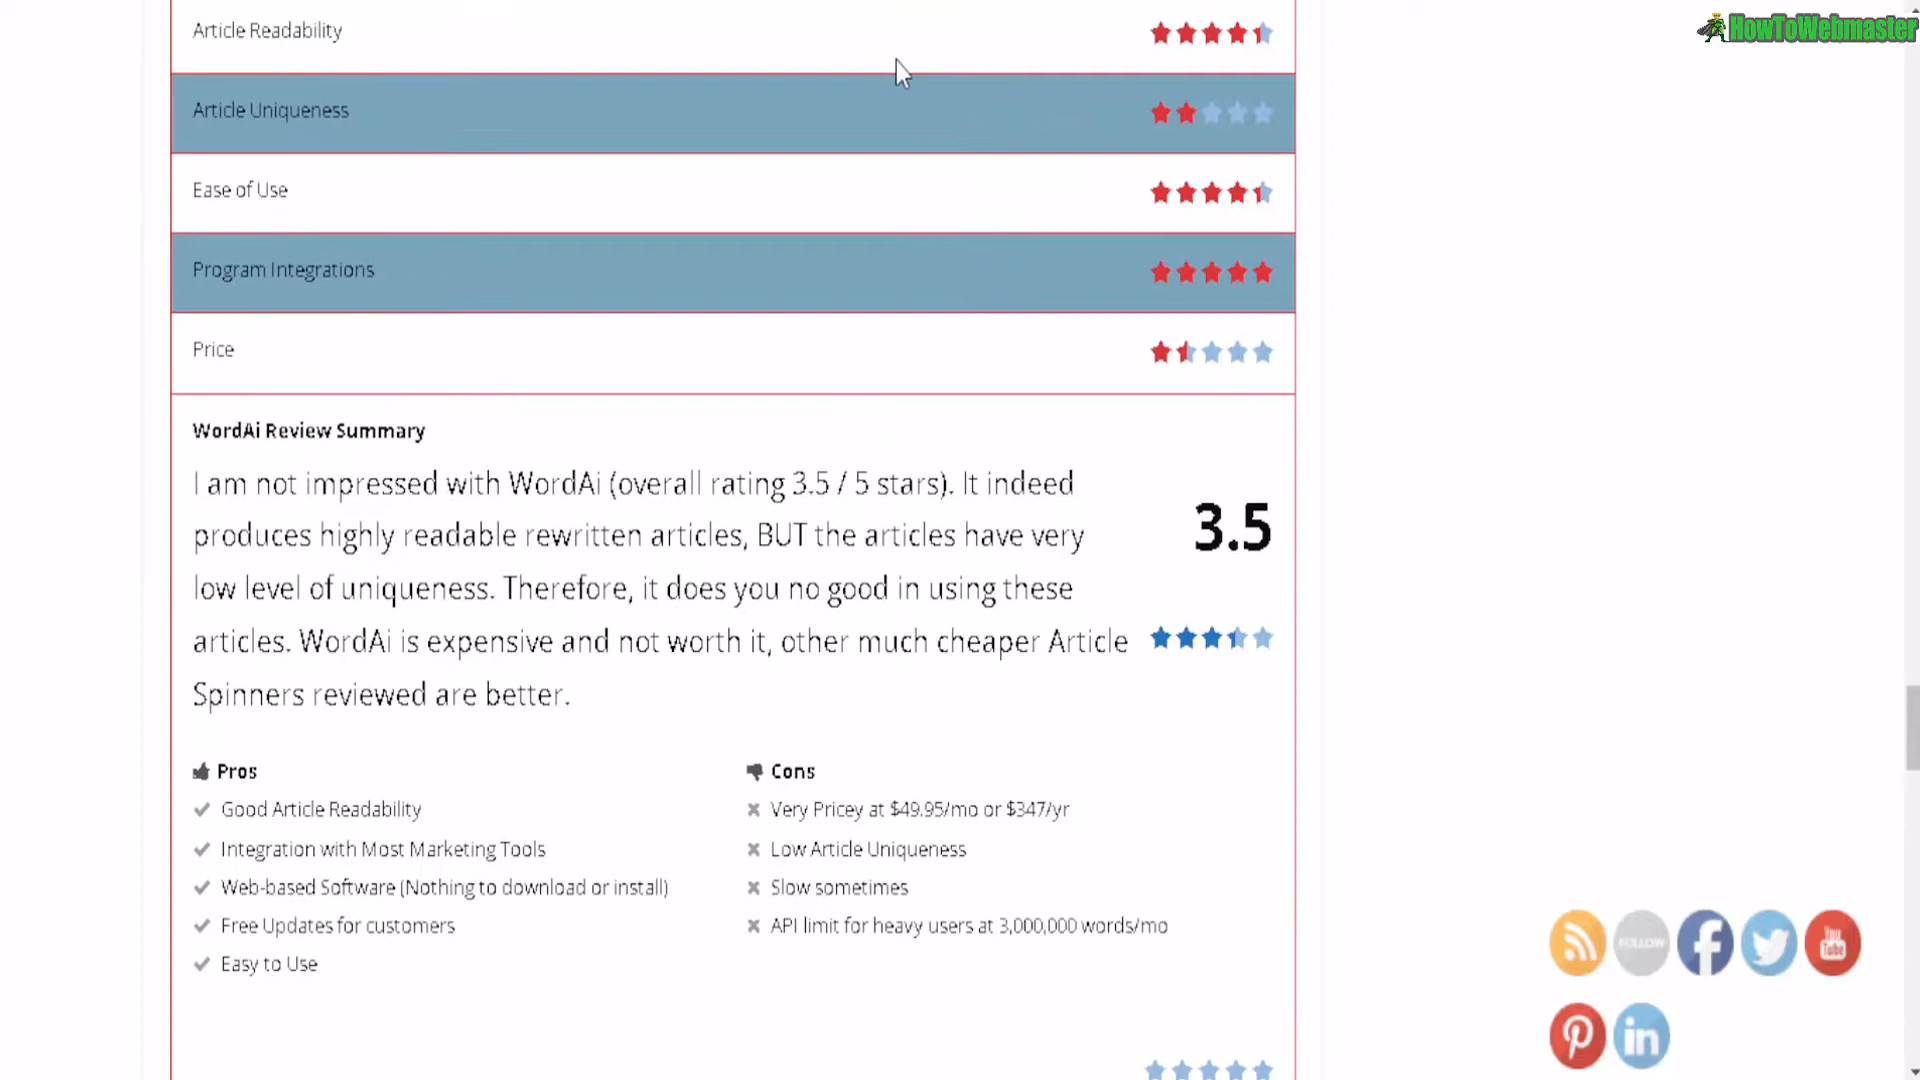 HowToWebmaster
Article Readability
Article Uniqueness
Ease of Use
Program Integrations
Price
WordAi Review Summary
I am not impressed with WordAi (overall rating 3.5 / 5 stars). It indeed
produces highly readable rewritten articles, BUT the articles have very
low level of uniqueness. Therefore, it does you no good in using these
articles. WordAi is expensive and not worth it, other much cheaper Article
Spinners reviewed are better.
3.5
Pros
Good Article Readability
Integration with Most Marketing Tools
Web-based Software (Nothing to download or install)
Free Updates for customers
Easy to Use
Cons
Very Pricey at $49.95/mo or $347/yr
Low Article Uniqueness
Slow sometimes
API limit for heavy users at 3,000,000 words/mo
FOLLOW
You
Tube